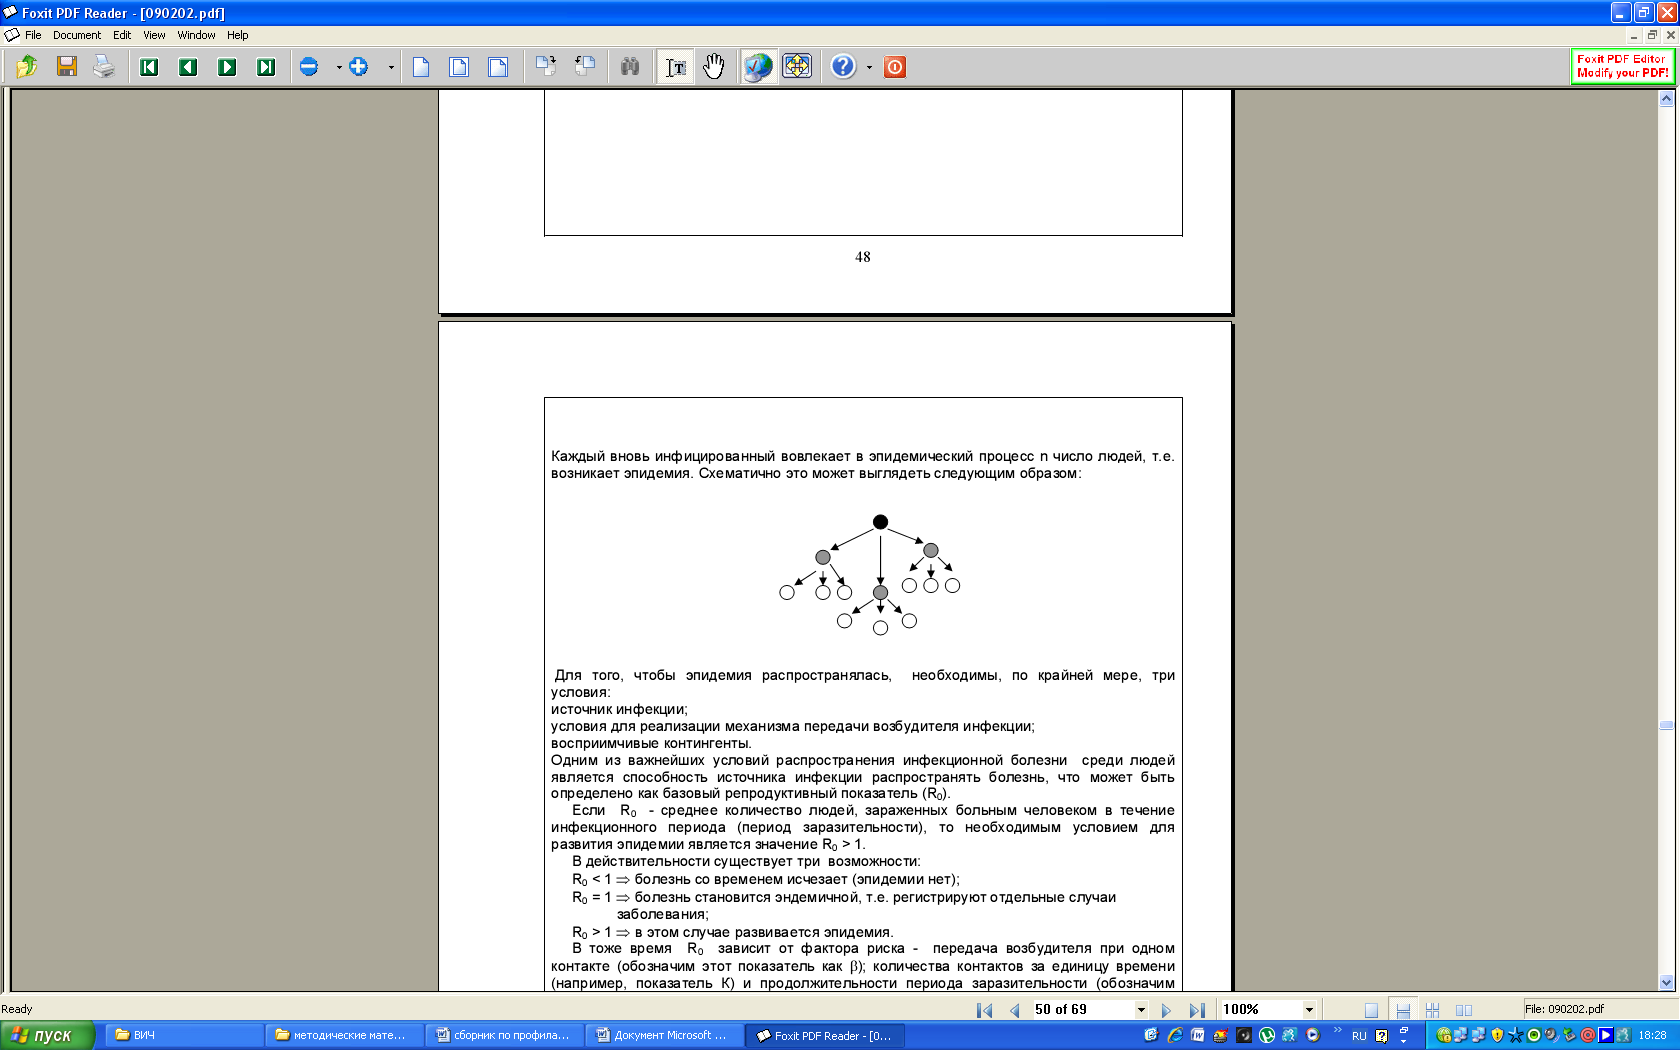 Foxit PDF Reader - [090202.pdf]
File Document Edit View Window Help
Foxit PDF Editor
Modify your PDF!
48
Каждый вновь инфицированный вовлекает в эпидемический процесс n число людей, т.е.
возникает эпидемия. Схематично это может выглядеть следующим образом:
Для того, чтобы эпидемия распространялась, необходимы, по крайней мере, три
условия:
источник инфекции;
условия для реализации механизма передачи возбудителя инфекции;
восприимчивые контингенты.
Одним из важнейших условий распространения инфекционной болезни среди людей
является способность источника инфекции распространять болезнь, что может быть
определено как базовый репродуктивный показатель (R₀).
Если R₀ - среднее количество людей, зараженных больным человеком в течение
инфекционного периода (период заразительности), то необходимым условием для
развития эпидемии является значение R₀ > 1.
В действительности существует три возможности:
R₀ < 1 ⇒ болезнь со временем исчезает (эпидемии нет);
R₀ = 1 ⇒ болезнь становится эндемичной, т.е. регистрируют отдельные случаи
заболевания;
R₀ > 1 ⇒ в этом случае развивается эпидемия.
В тоже время R₀ зависит от фактора риска - передача возбудителя при одном
контакте (обозначим этот показатель как β); количества контактов за единицу времени
(например, показатель К) и продолжительности периода заразительности (обозначим
Ready
50 of 69
100%
File: 090202.pdf
пуск
ВИЧ
методические мате...
сборник по профила...
Документ Microsoft ...
Foxit PDF Reader - [0...
RU
18:28